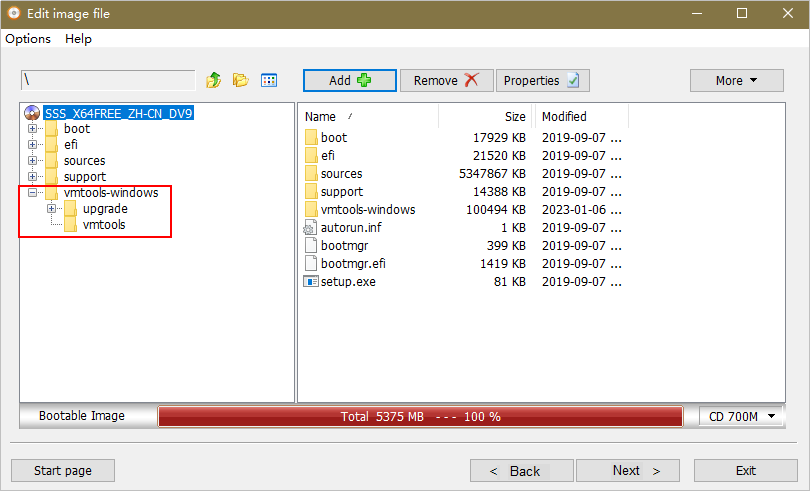 Edit image file
Options Help
\
Add Remove Properties More
SSS_X64FREE_ZH-CN_DV9
boot
efi
sources
support
vmtools-windows
upgrade
vmtools
Name / Size Modified
boot 17929 KB 2019-09-07 ...
efi 21520 KB 2019-09-07 ...
sources 5347867 KB 2019-09-07 ...
support 14388 KB 2019-09-07 ...
vmtools-windows 100494 KB 2023-01-06 ...
autorun.inf 1 KB 2019-09-07 ...
bootmgr 399 KB 2019-09-07 ...
bootmgr.efi 1419 KB 2019-09-07 ...
setup.exe 81 KB 2019-09-07 ...
Bootable Image Total 5375 MB --- 100 % CD 700M
Start page < Back Next > Exit